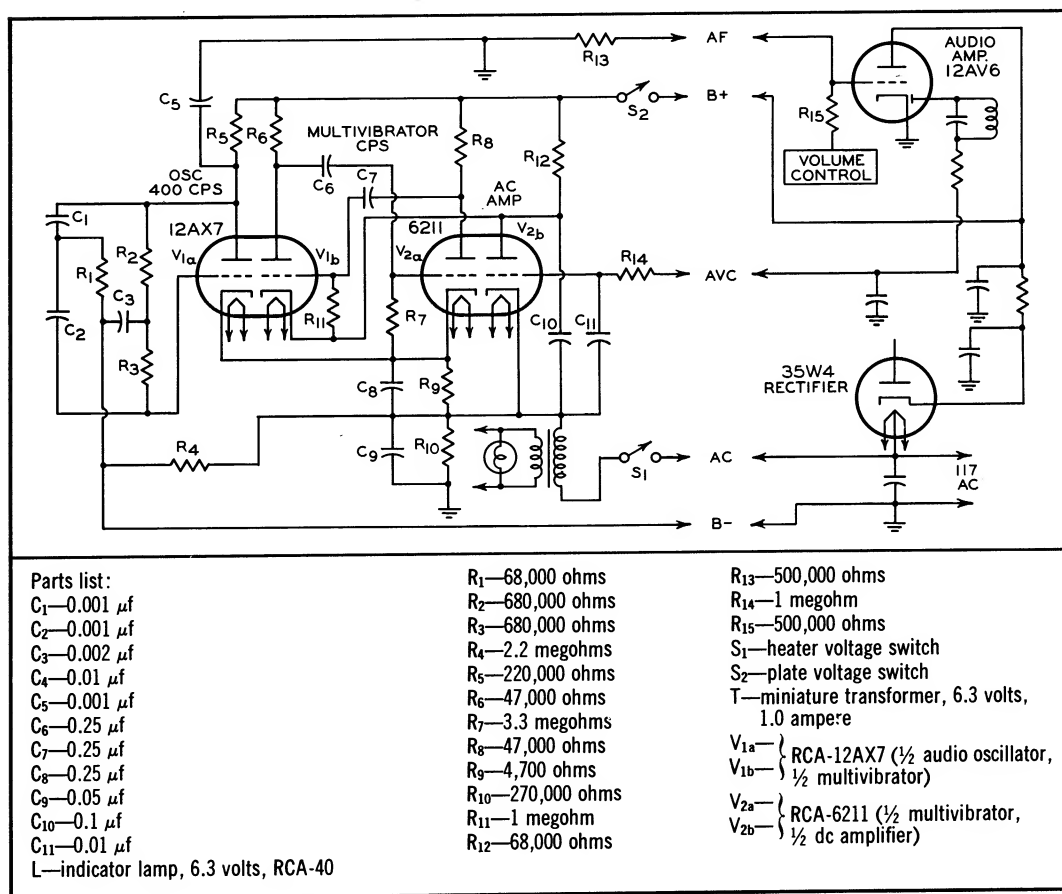 AF
AUDIO
AMP.
12AV6
R13
C5
B+
S2
R5
R6
MULTIVIBRATOR
CPS
R8
R12
R15
VOLUME
CONTROL
OSC
400 CPS
C6
C7
AC
AMP
C1
12AX7
6211
V1a
V1b
V2a
V2b
R1
R2
R14
AVC
C3
R11
R7
C10
C11
C2
R3
35W4
RECTIFIER
C8
R9
R4
C9
R10
S1
AC
117
AC
B-
Parts list:
C1—0.001 μf
C2—0.001 μf
C3—0.002 μf
C4—0.01 μf
C5—0.001 μf
C6—0.25 μf
C7—0.25 μf
C8—0.25 μf
C9—0.05 μf
C10—0.1 μf
C11—0.01 μf
L—indicator lamp, 6.3 volts, RCA-40
R1—68,000 ohms
R2—680,000 ohms
R3—680,000 ohms
R4—2.2 megohms
R5—220,000 ohms
R6—47,000 ohms
R7—3.3 megohms
R8—47,000 ohms
R9—4,700 ohms
R10—270,000 ohms
R11—1 megohm
R12—68,000 ohms
R13—500,000 ohms
R14—1 megohm
R15—500,000 ohms
S1—heater voltage switch
S2—plate voltage switch
T—miniature transformer, 6.3 volts,
1.0 ampere
V1a— } RCA-12AX7 (½ audio oscillator,
V1b— } ½ multivibrator)
V2a— } RCA-6211 (½ multivibrator,
V2b— } ½ dc amplifier)